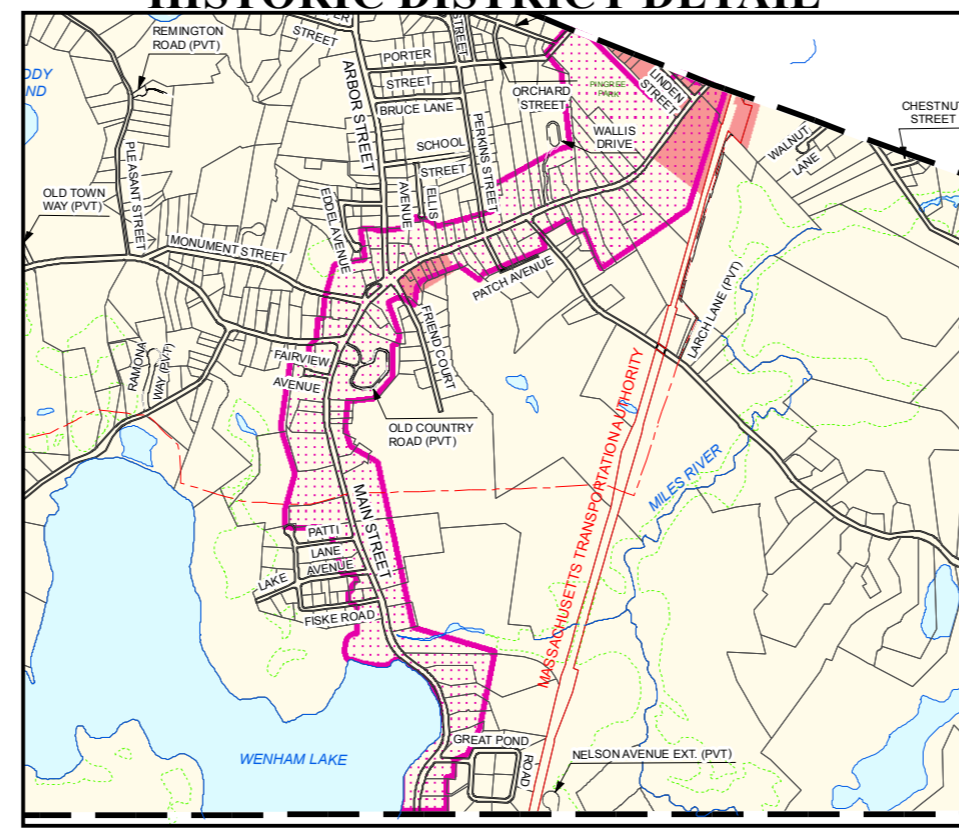 HISTORIC DISTRICT DETAIL
REMINGTON
ROAD (PVT)
STREET
PORTER
STREET
STREET
BRUCE LANE
ARBOR STREET
ORCHARD
STREET
PINGREE
PARK
LINDEN
STREET
WALLIS
DRIVE
CHESTNUT
STREET
WALNUT
LANE
SCHOOL
STREET
PERKINS STREET
AVENUE
ELLIS
EDDEL AVENUE
PLEASANT STREET
OLD TOWN
WAY (PVT)
MONUMENT STREET
PATCH AVENUE
FRIEND COURT
LARCH LANE (PVT)
RAMONA
WAY (PVT)
FAIRVIEW
AVENUE
OLD COUNTRY
ROAD (PVT)
MASSACHUSETTS TRANSPORTATION AUTHORITY
MILES RIVER
MAIN STREET
PATTI
LANE
LAKE
AVENUE
FISKE ROAD
WENHAM LAKE
GREAT POND
ROAD
NELSON AVENUE EXT. (PVT)